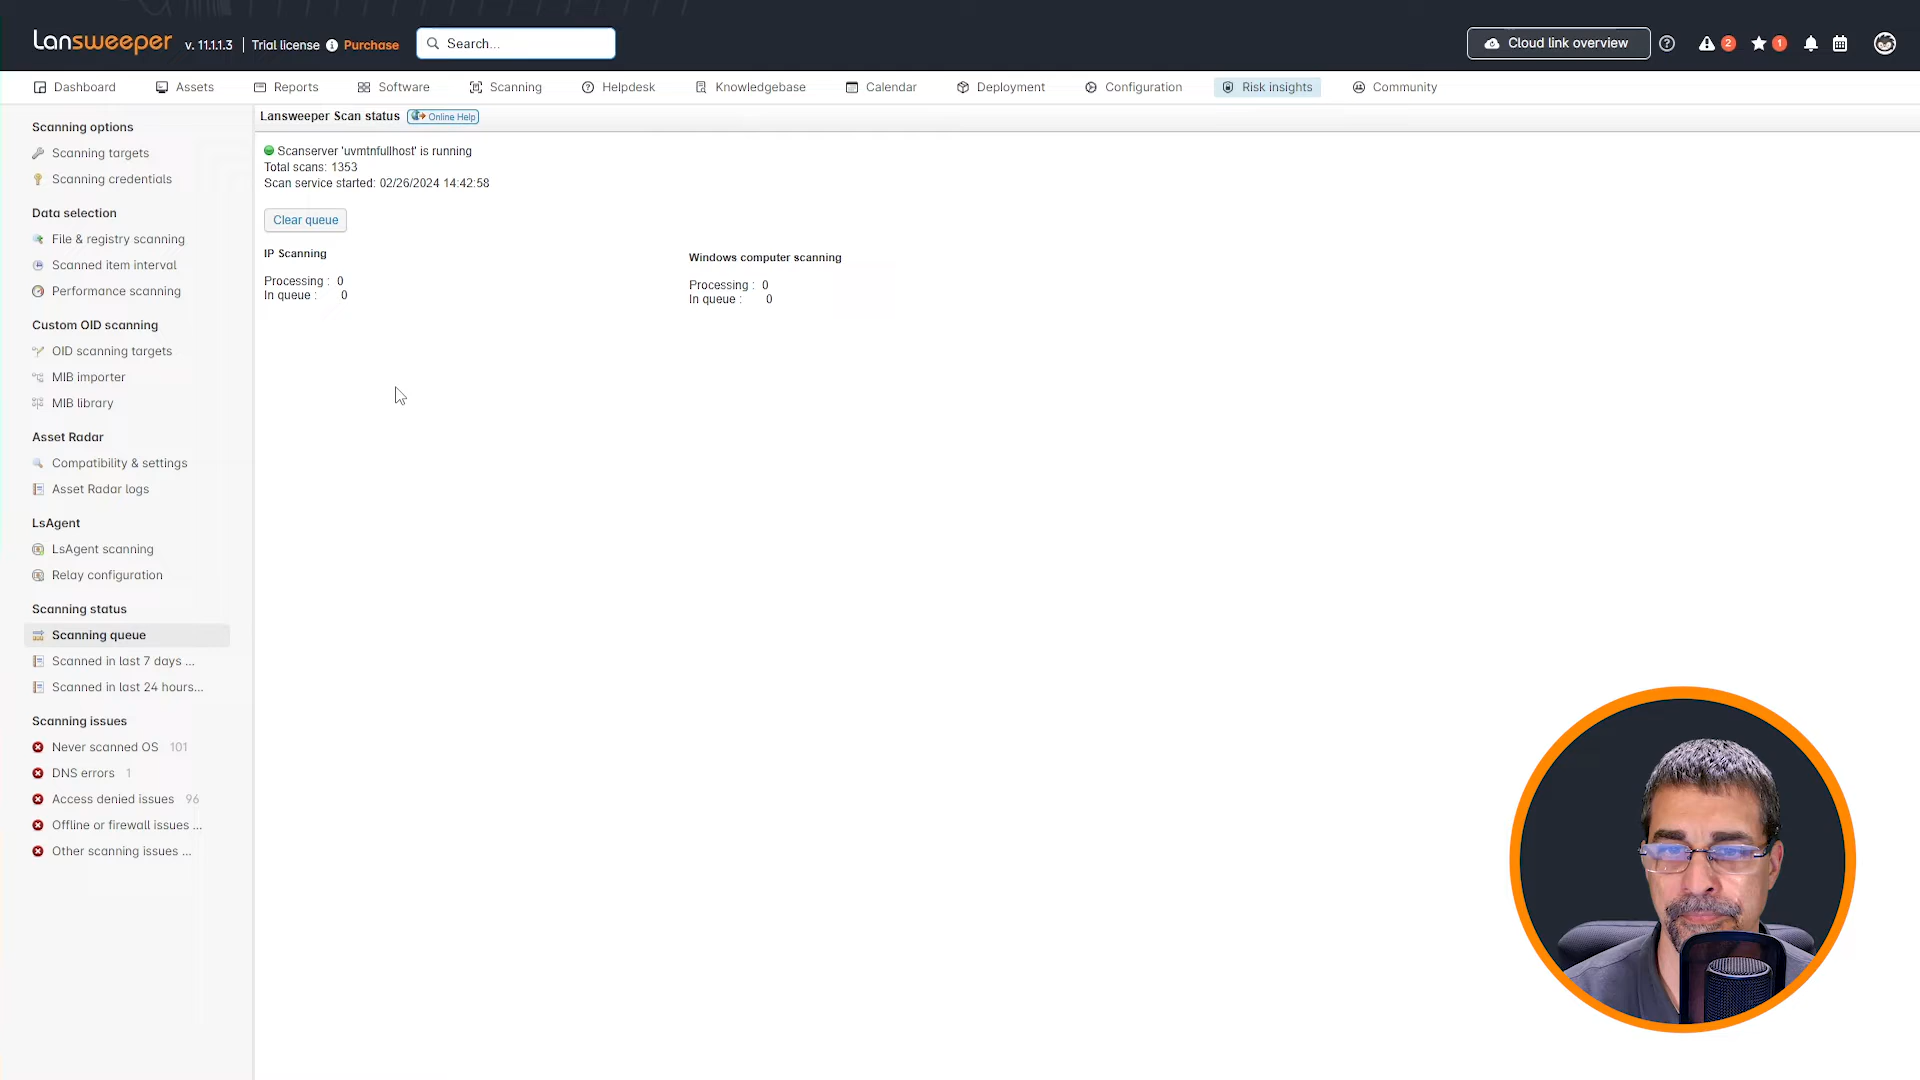 Lansweeper v. 11.1.1.3 | Trial license Purchase Search... Cloud link overview 2 1
Dashboard Assets Reports Software Scanning Helpdesk Knowledgebase Calendar Deployment Configuration Risk insights Community
Scanning options
Scanning targets
Scanning credentials
Data selection
File & registry scanning
Scanned item interval
Performance scanning
Custom OID scanning
OID scanning targets
MIB importer
MIB library
Asset Radar
Compatibility & settings
Asset Radar logs
LsAgent
LsAgent scanning
Relay configuration
Scanning status
Scanning queue
Scanned in last 7 days ...
Scanned in last 24 hours...
Scanning issues
Never scanned OS 101
DNS errors 1
Access denied issues 96
Offline or firewall issues ...
Other scanning issues ...
Lansweeper Scan status Online Help
Scanserver 'uvmtnfullhost' is running
Total scans: 1353
Scan service started: 02/26/2024 14:42:58
Clear queue
IP Scanning
Processing : 0
In queue : 0
Windows computer scanning
Processing : 0
In queue : 0